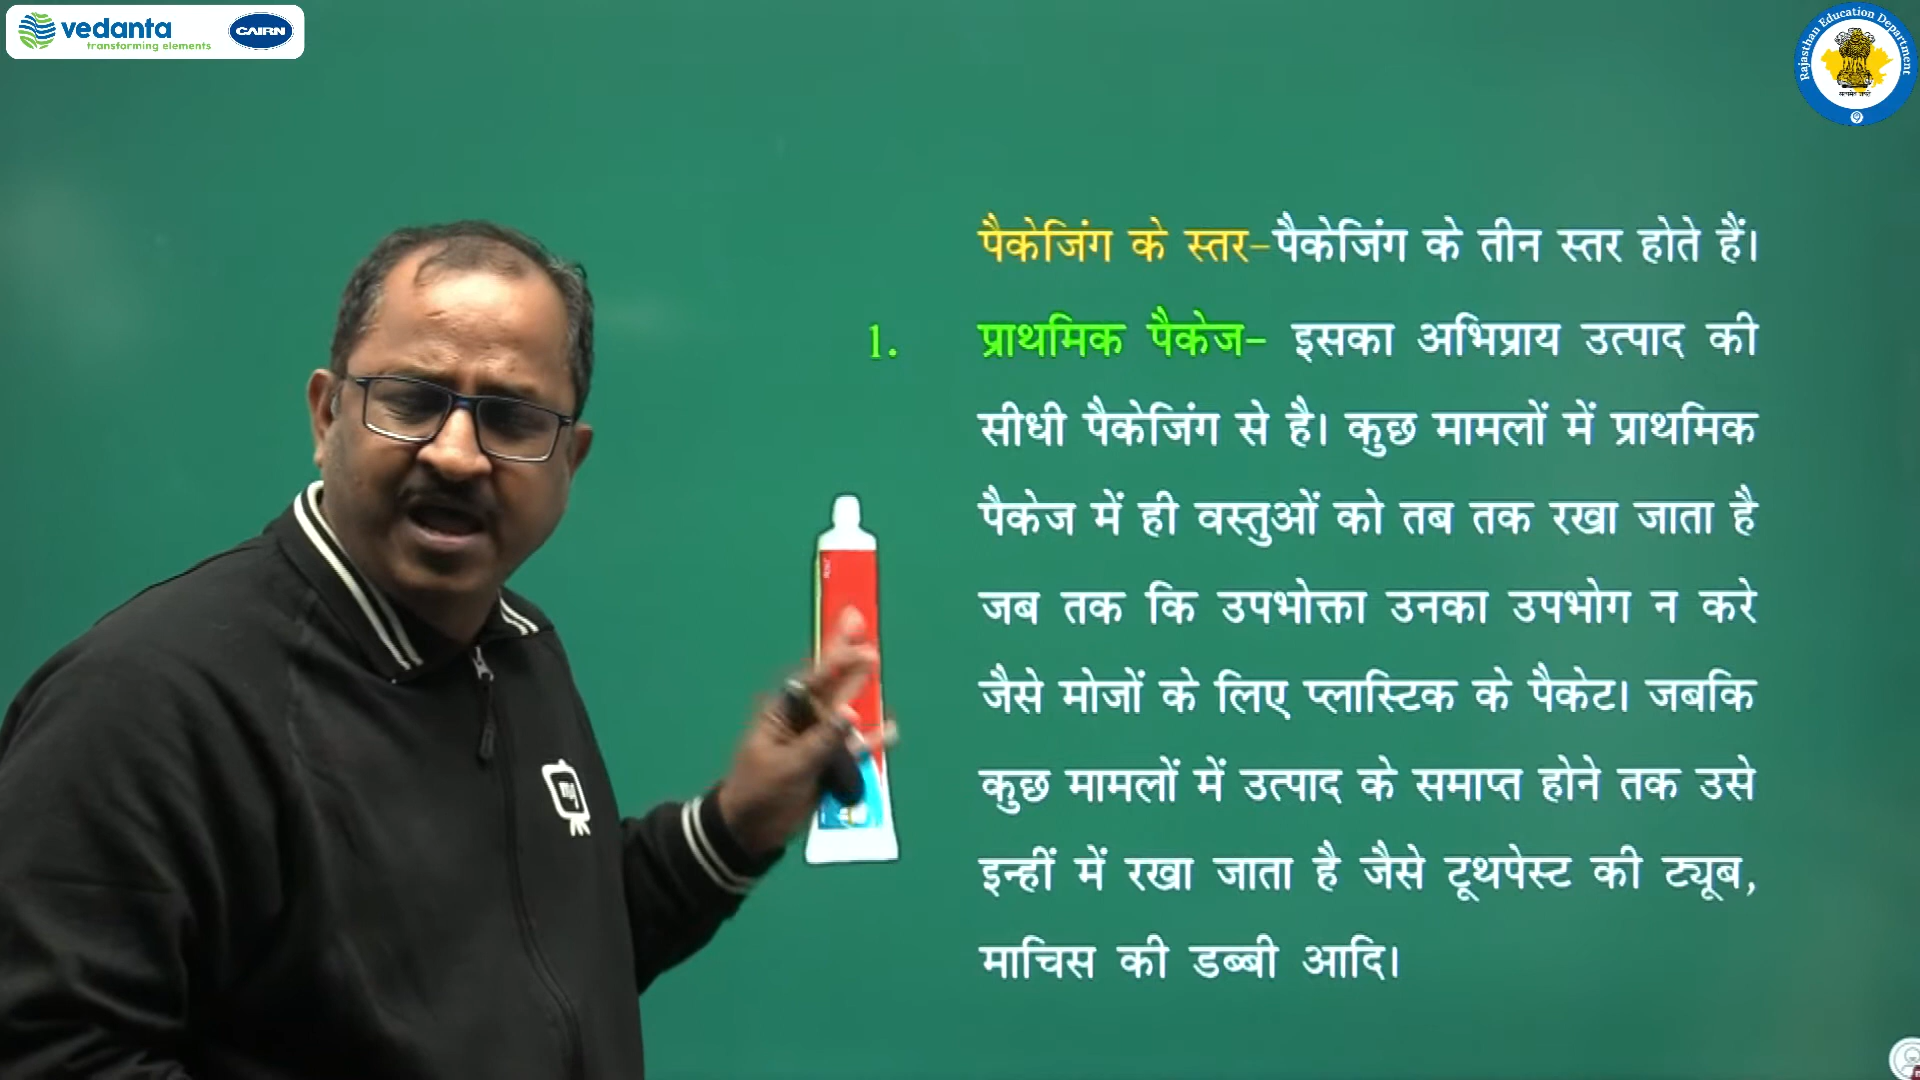 vedanta
transforming elements
CAIRN
Rajasthan Education Department
पैकेजिंग के स्तर-पैकेजिंग के तीन स्तर होते हैं।
1. प्राथमिक पैकेज- इसका अभिप्राय उत्पाद की
सीधी पैकेजिंग से है। कुछ मामलों में प्राथमिक
पैकेज में ही वस्तुओं को तब तक रखा जाता है
जब तक कि उपभोक्ता उनका उपभोग न करे
जैसे मोजों के लिए प्लास्टिक के पैकेट। जबकि
कुछ मामलों में उत्पाद के समाप्त होने तक उसे
इन्हीं में रखा जाता है जैसे टूथपेस्ट की ट्यूब,
माचिस की डब्बी आदि।